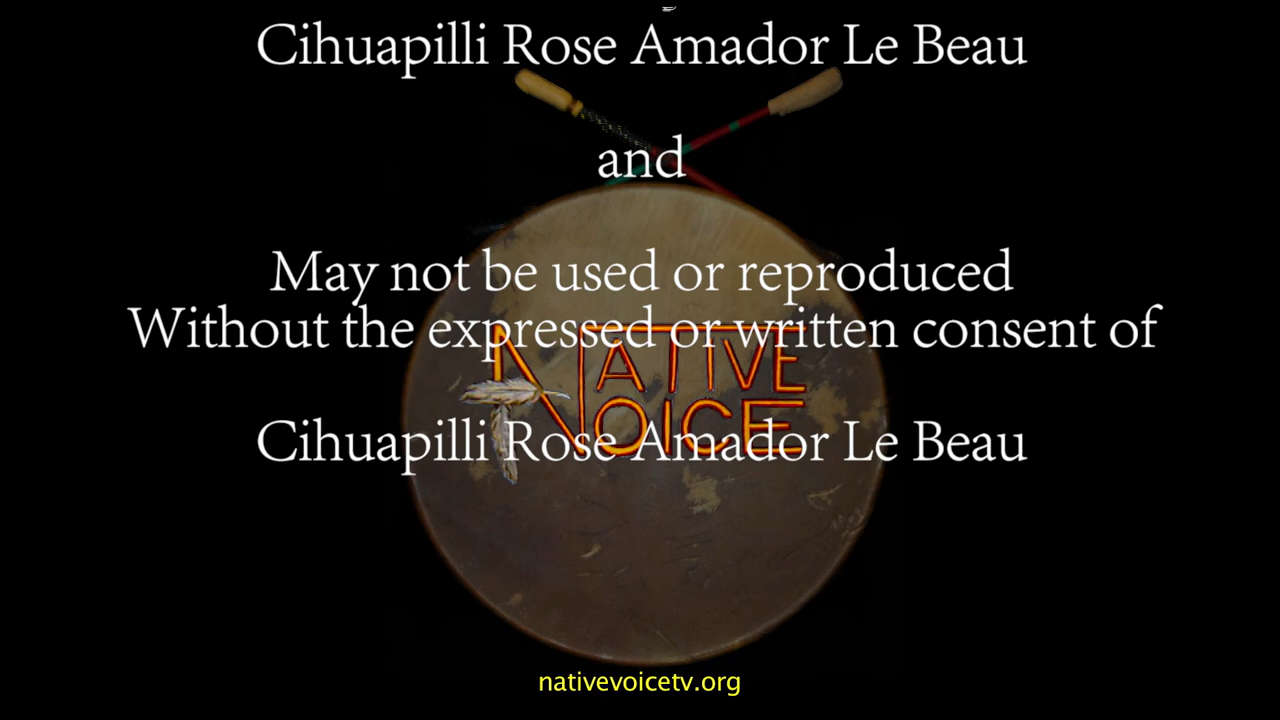 Cihuapilli Rose Amador Le Beau
and
May not be used or reproduced
Without the expressed or written consent of
NATIVE
VOICE
Cihuapilli Rose Amador Le Beau
nativevoicetv.org